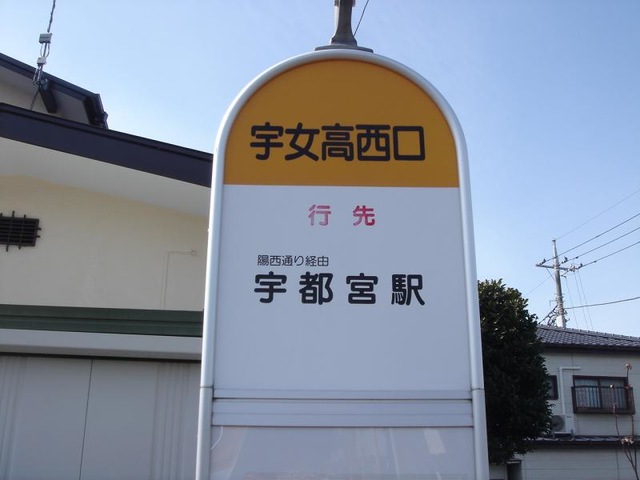 宇女高西口
行先
陽西通り経由
宇都宮駅